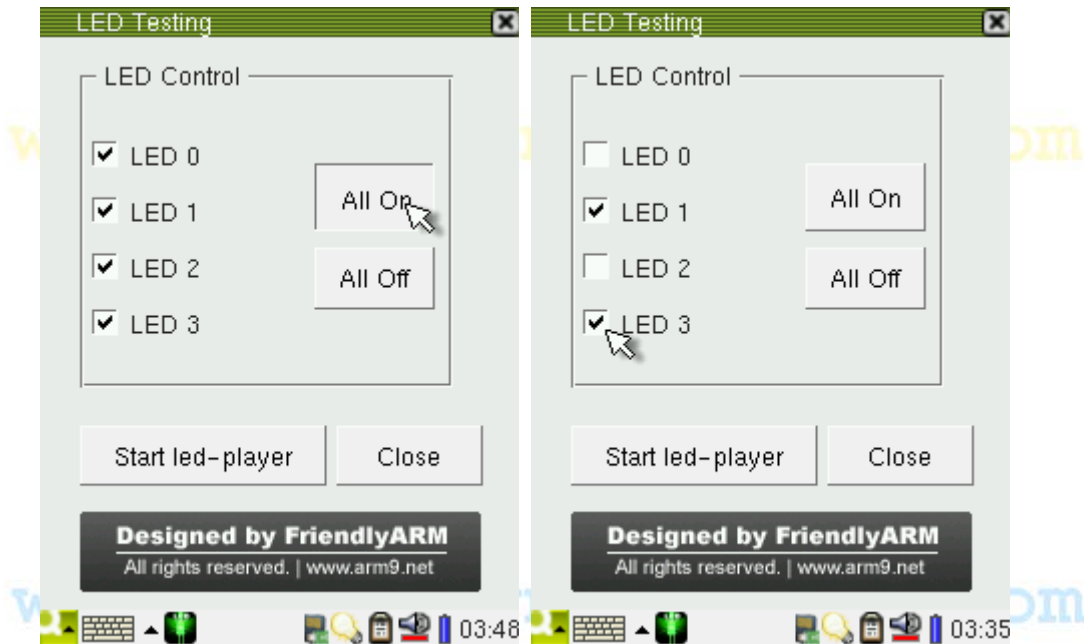 LED Testing
LED Control
LED 0
LED 1
LED 2
LED 3
All On
All Off
Start led-player
Close
Designed by FriendlyARM
All rights reserved. | www.arm9.net
03:48
LED Testing
LED Control
LED 0
LED 1
LED 2
LED 3
All On
All Off
Start led-player
Close
Designed by FriendlyARM
All rights reserved. | www.arm9.net
03:35